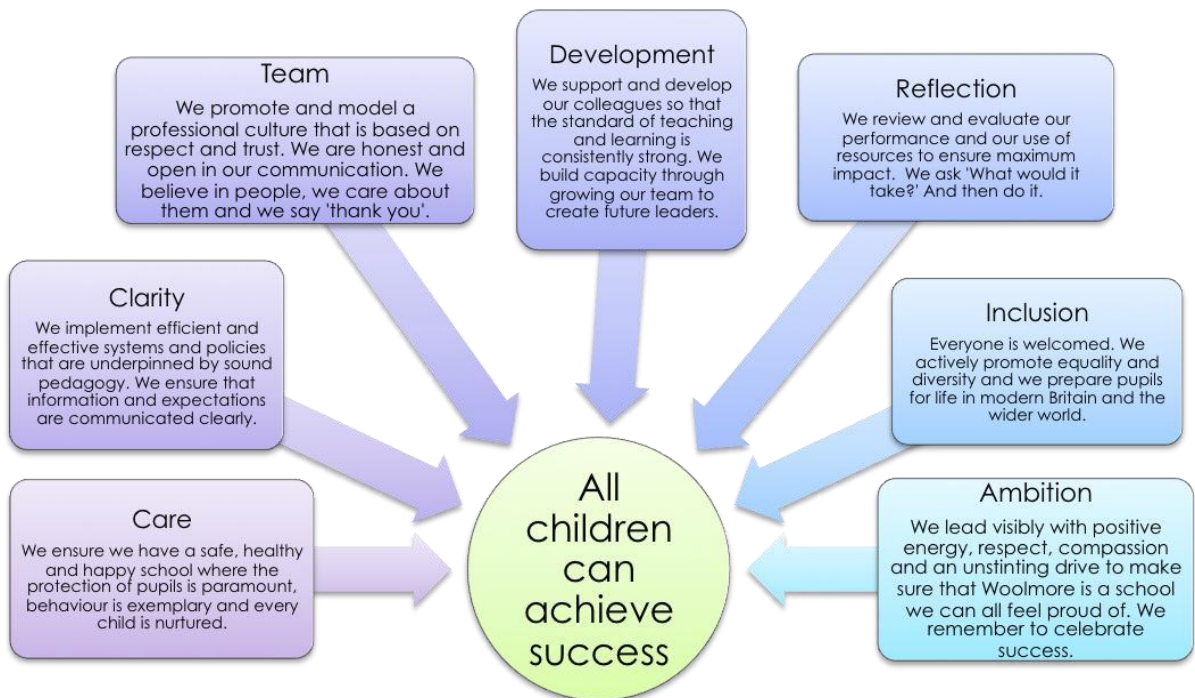 Care
We ensure we have a safe, healthy
and happy school where the
protection of pupils is paramount,
behaviour is exemplary and every
child is nurtured.
Clarity
We implement efficient and
effective systems and policies
that are underpinned by sound
pedagogy. We ensure that
information and expectations
are communicated clearly.
Team
We promote and model a
professional culture that is based on
respect and trust. We are honest and
open in our communication. We
believe in people, we care about
them and we say 'thank you'.
Development
We support and develop
our colleagues so that
the standard of teaching
and learning is
consistently strong. We
build capacity through
growing our team to
create future leaders.
Reflection
We review and evaluate our
performance and our use of
resources to ensure maximum
impact.  We ask 'What would it
take?' And then do it.
Inclusion
Everyone is welcomed. We
actively promote equality and
diversity and we prepare pupils
for life in modern Britain and the
wider world.
Ambition
We lead visibly with positive
energy, respect, compassion
and an unstinting drive to make
sure that Woolmore is a school
we can all feel proud of. We
remember to celebrate
success.
All
children
can
achieve
success